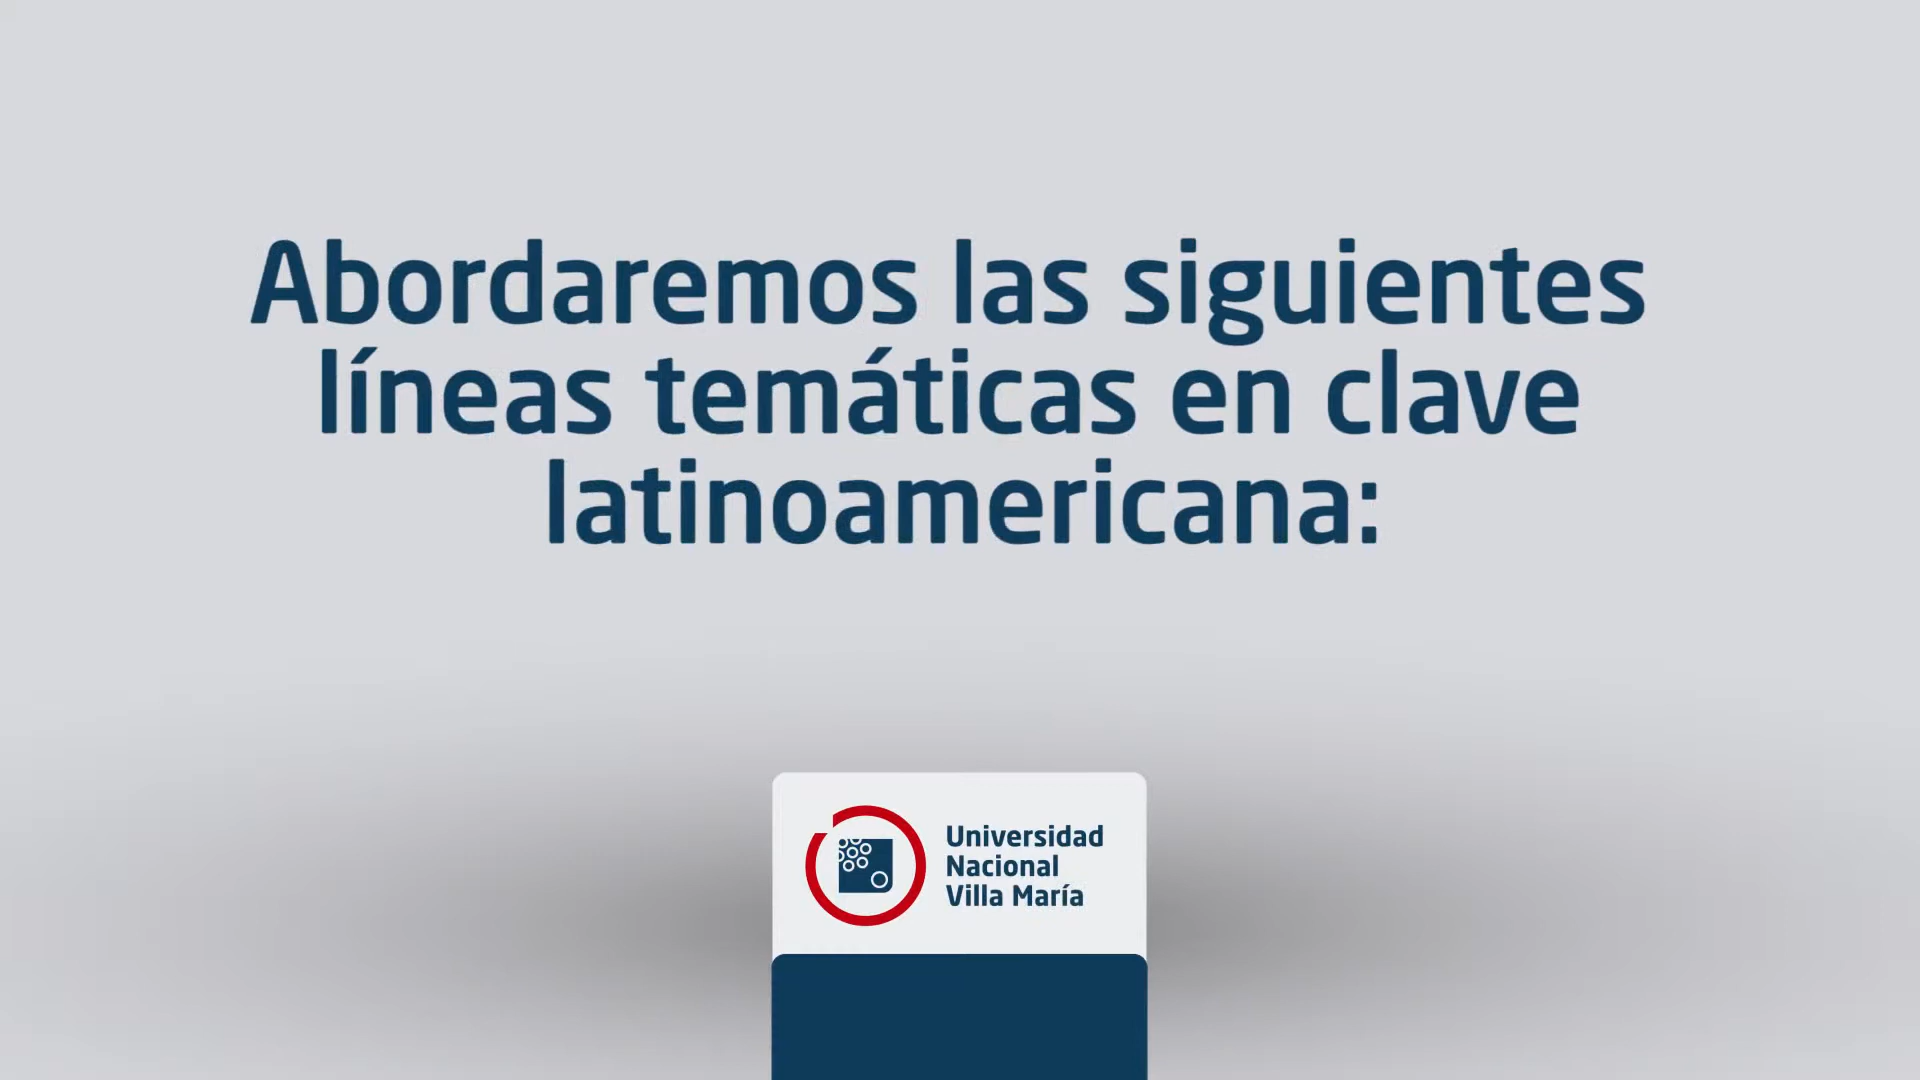 Abordaremos las siguientes
líneas temáticas en clave
latinoamericana:
Universidad
Nacional
Villa María